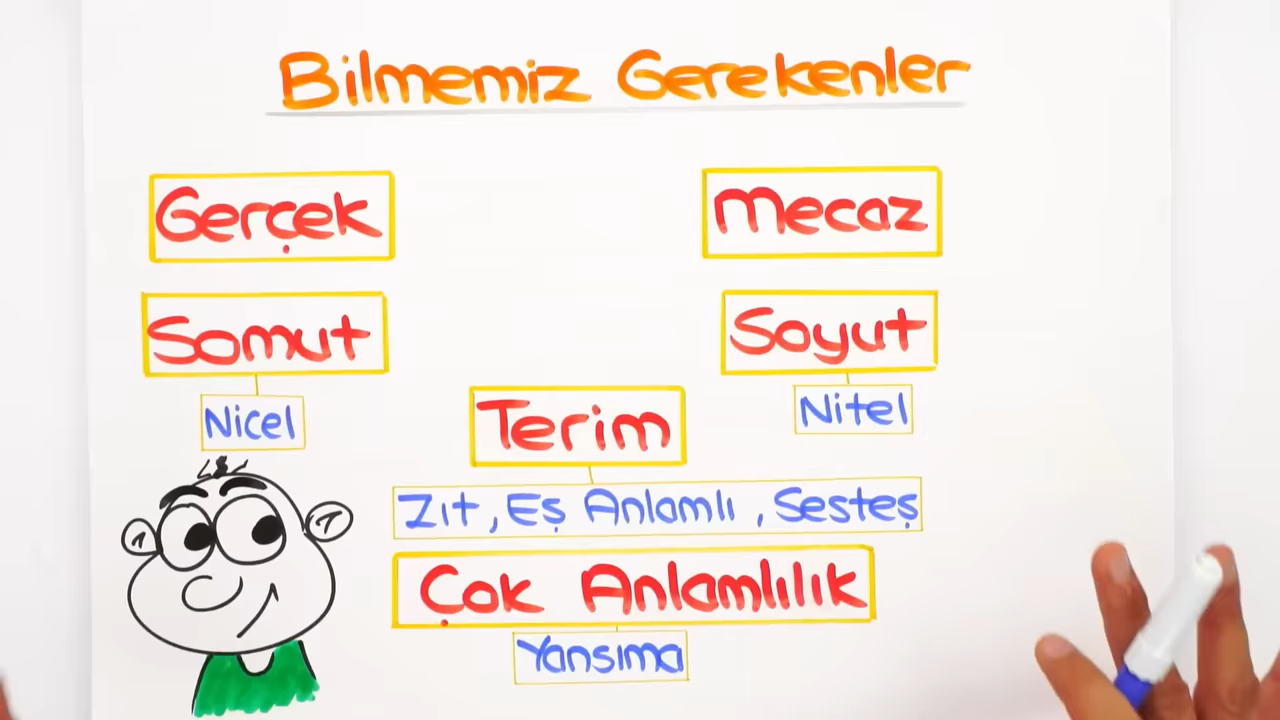 Bilmemiz Gerekenler
Gerçek
Mecaz
Somut
Soyut
Nicel
Nitel
Terim
Zıt, Eş Anlamlı, Sesteş
Çok Anlamlılık
Yansıma